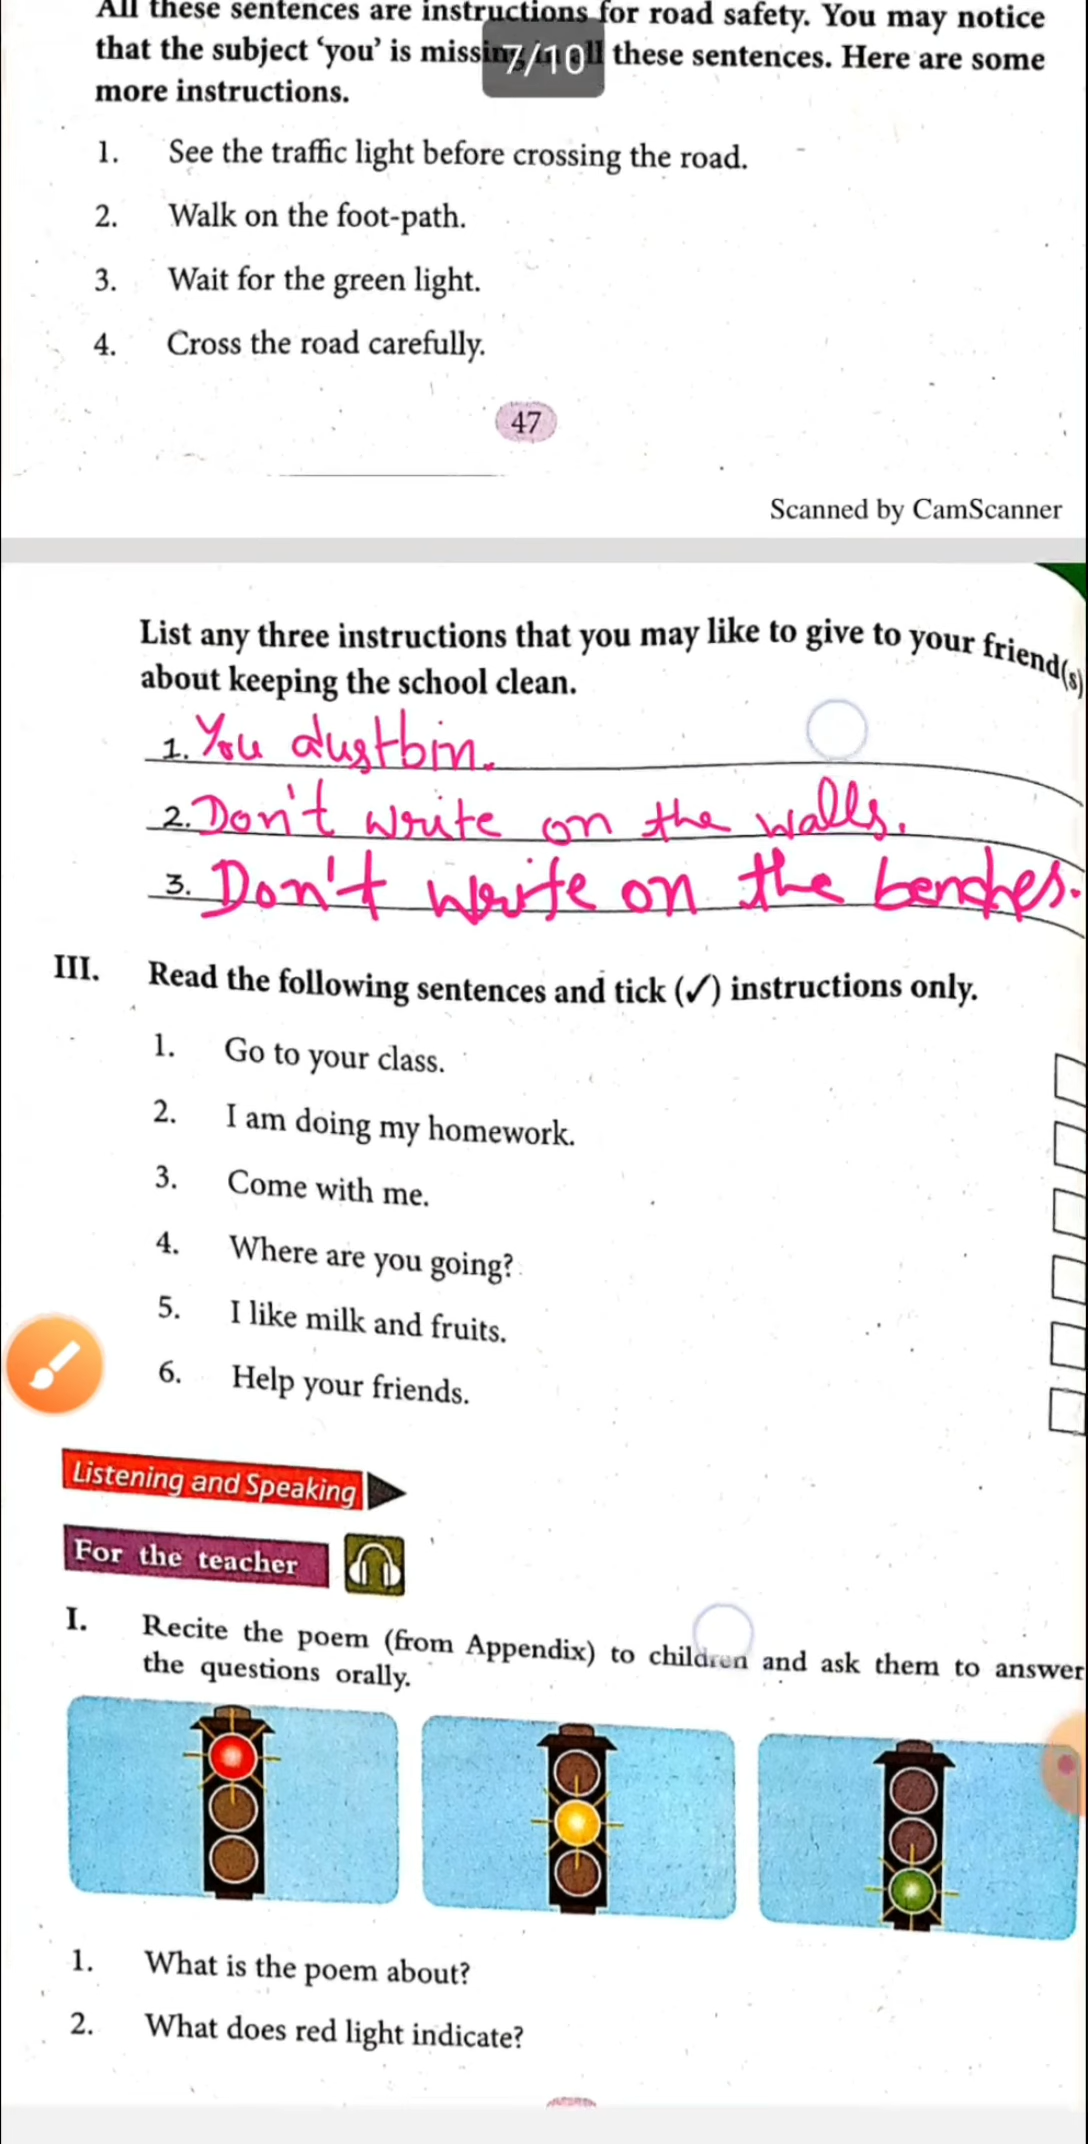 All these sentences are instructions for road safety. You may notice
that the subject ‘you’ is missing in all these sentences. Here are some
7/10
more instructions.
1. See the traffic light before crossing the road.
2. Walk on the foot-path.
3. Wait for the green light.
4. Cross the road carefully.
47
Scanned by CamScanner
List any three instructions that you may like to give to your friend(s)
about keeping the school clean.
1. You dustbin.
2. Don't write on the walls.
3. Don't write on the benches.
III. Read the following sentences and tick (✓) instructions only.
1. Go to your class.
2. I am doing my homework.
3. Come with me.
4. Where are you going?
5. I like milk and fruits.
6. Help your friends.
Listening and Speaking
For the teacher
I. Recite the poem (from Appendix) to children and ask them to answer
the questions orally.
1. What is the poem about?
2. What does red light indicate?